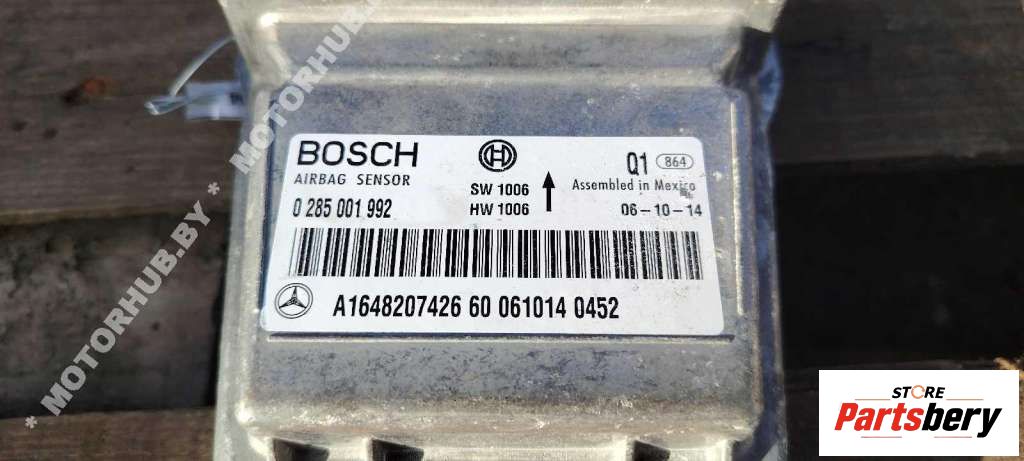 BOSCH
AIRBAG SENSOR
0 285 001 992
SW 1006
HW 1006
Q1 864
Assembled in Mexico
06-10-14
A1648207426 60 061014 0452
* MOTORHUB.BY * MOTORHUB.BY
STORE
Partsbery